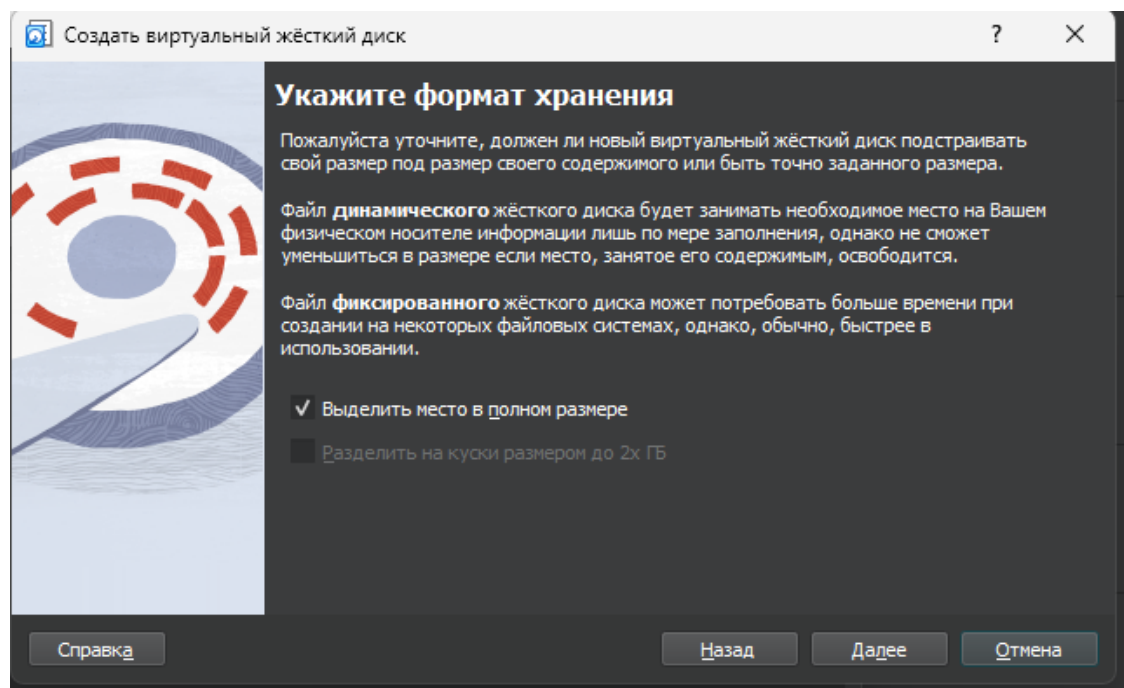 Создать виртуальный жёсткий диск
?
Укажите формат хранения
Пожалуйста уточните, должен ли новый виртуальный жёсткий диск подстраивать
свой размер под размер своего содержимого или быть точно заданного размера.
Файл динамического жёсткого диска будет занимать необходимое место на Вашем
физическом носителе информации лишь по мере заполнения, однако не сможет
уменьшиться в размере если место, занятое его содержимым, освободится.
Файл фиксированного жёсткого диска может потребовать больше времени при
создании на некоторых файловых системах, однако, обычно, быстрее в
использовании.
Выделить место в полном размере
Разделить на куски размером до 2х ГБ
Справка
Назад
Далее
Отмена